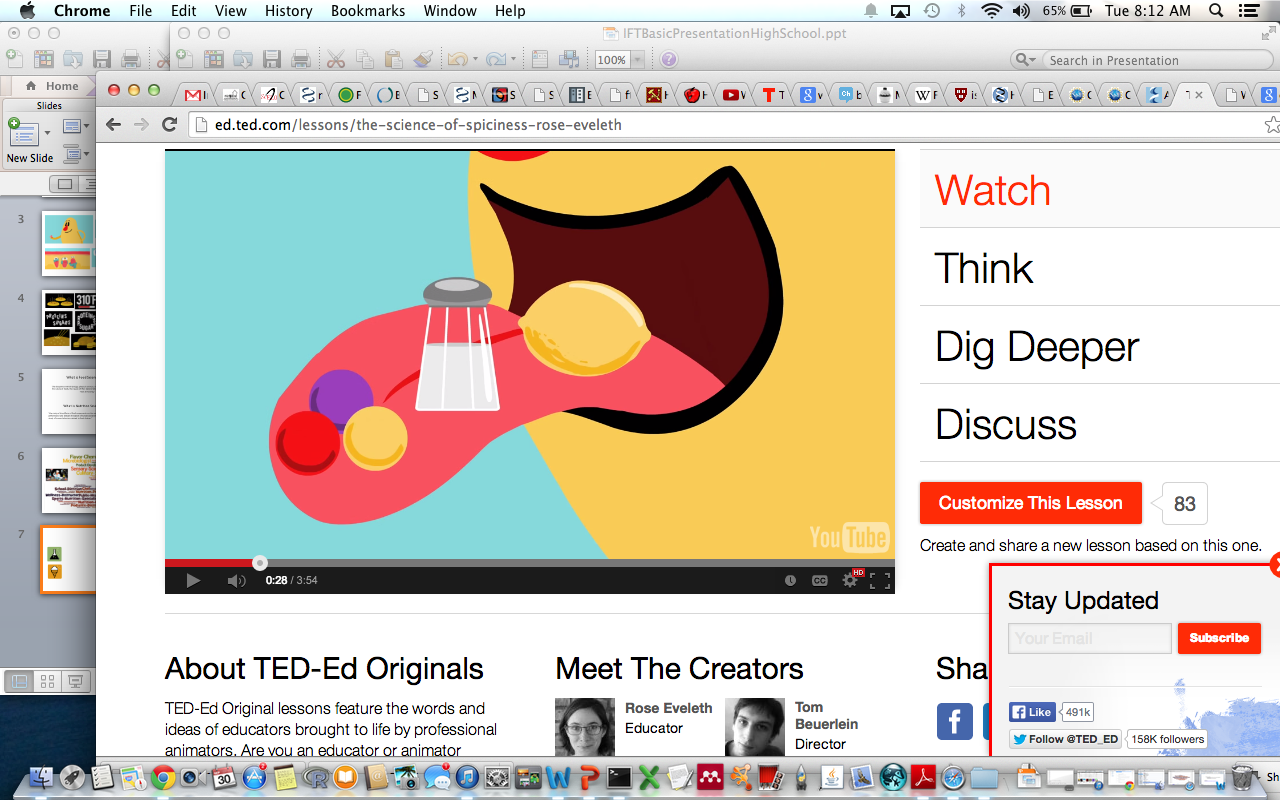 Chrome File Edit View History Bookmarks Window Help 65% Tue 8:12 AM
IFTBasicPresentationHighSchool.ppt
100% Search in Presentation
Home
Slides
New Slide
ed.ted.com/lessons/the-science-of-spiciness-rose-eveleth
3
4
310°F
5
6
7
YouTube
0:28 / 3:54
CC
HD
Watch
Think
Dig Deeper
Discuss
Customize This Lesson 83
Create and share a new lesson based on this one.
Stay Updated
Your Email Subscribe
Like 491k
Follow @TED_ED 158K followers
About TED-Ed Originals
TED-Ed Original lessons feature the words and
ideas of educators brought to life by professional
animators. Are you an educator or animator
Meet The Creators
Rose Eveleth
Educator
Tom
Beuerlein
Director
Sha
30